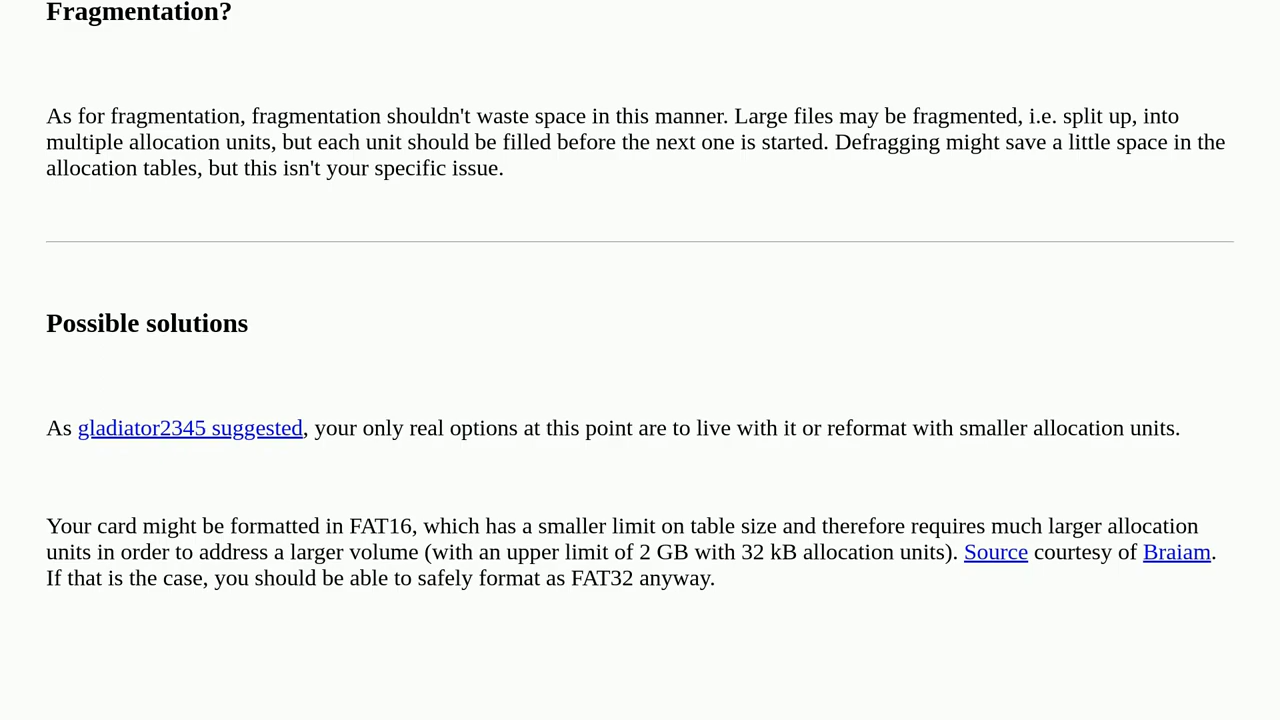 Fragmentation?
As for fragmentation, fragmentation shouldn't waste space in this manner. Large files may be fragmented, i.e. split up, into
multiple allocation units, but each unit should be filled before the next one is started. Defragging might save a little space in the
allocation tables, but this isn't your specific issue.
Possible solutions
As gladiator2345 suggested, your only real options at this point are to live with it or reformat with smaller allocation units.
Your card might be formatted in FAT16, which has a smaller limit on table size and therefore requires much larger allocation
units in order to address a larger volume (with an upper limit of 2 GB with 32 kB allocation units). Source courtesy of Braiam.
If that is the case, you should be able to safely format as FAT32 anyway.